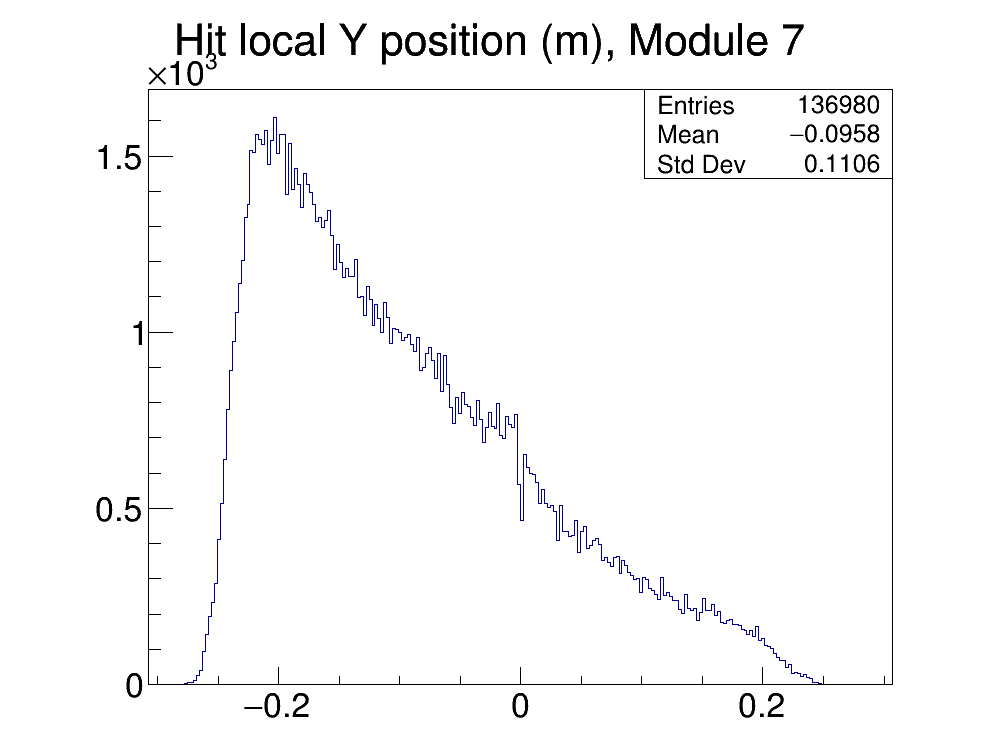 Hit local Y position (m), Module 7
×10³
Entries 136980
Mean −0.0958
Std Dev 0.1106
1.5
1
0.5
0
−0.2 0 0.2